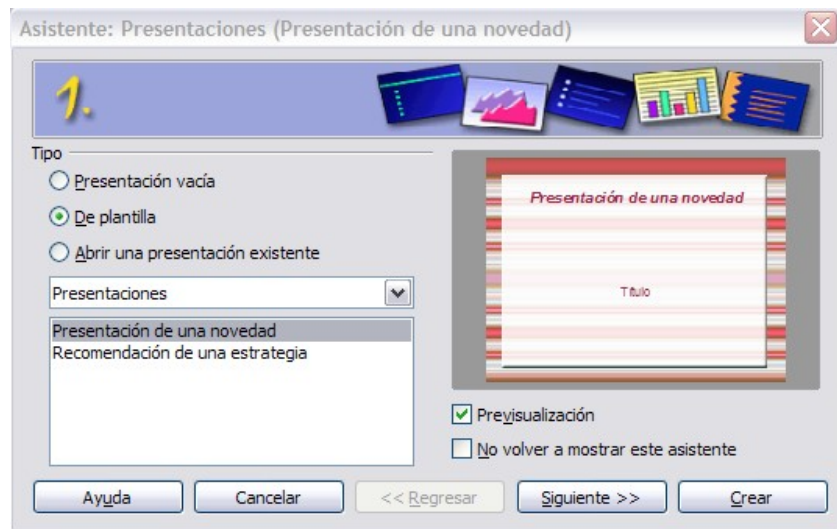 Asistente: Presentaciones (Presentación de una novedad)
1.
Tipo
Presentación vacía
De plantilla
Abrir una presentación existente
Presentaciones
Presentación de una novedad
Recomendación de una estrategia
Presentación de una novedad
Título
Previsualización
No volver a mostrar este asistente
Ayuda Cancelar << Regresar Siguiente >> Crear